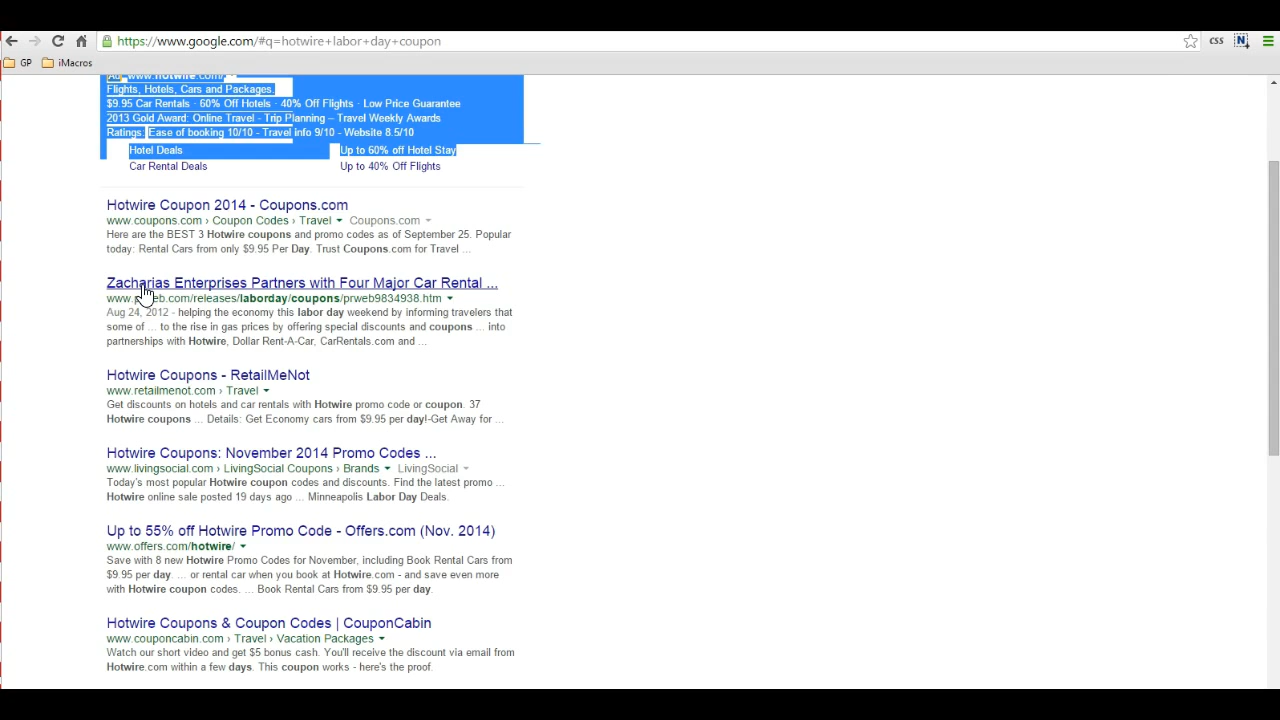 https://www.google.com/#q=hotwire+labor+day+coupon
CSS
N
GP iMacros
Ad www.hotwire.com/
Flights, Hotels, Cars and Packages.
$9.95 Car Rentals · 60% Off Hotels · 40% Off Flights · Low Price Guarantee
2013 Gold Award: Online Travel - Trip Planning – Travel Weekly Awards
Ratings: Ease of booking 10/10 - Travel info 9/10 - Website 8.5/10
Hotel Deals Up to 60% off Hotel Stay
Car Rental Deals Up to 40% Off Flights
Hotwire Coupon 2014 - Coupons.com
www.coupons.com › Coupon Codes › Travel Coupons.com
Here are the BEST 3 Hotwire coupons and promo codes as of September 25. Popular
today: Rental Cars from only $9.95 Per Day. Trust Coupons.com for Travel ...
Zacharias Enterprises Partners with Four Major Car Rental ...
www.prweb.com/releases/laborday/coupons/prweb9834938.htm
Aug 24, 2012 - helping the economy this labor day weekend by informing travelers that
some of ... to the rise in gas prices by offering special discounts and coupons ... into
partnerships with Hotwire, Dollar Rent-A-Car, CarRentals.com and ...
Hotwire Coupons - RetailMeNot
www.retailmenot.com › Travel
Get discounts on hotels and car rentals with Hotwire promo code or coupon. 37
Hotwire coupons ... Details: Get Economy cars from $9.95 per day!-Get Away for ...
Hotwire Coupons: November 2014 Promo Codes ...
www.livingsocial.com › LivingSocial Coupons › Brands LivingSocial
Today's most popular Hotwire coupon codes and discounts. Find the latest promo ...
Hotwire online sale posted 19 days ago ... Minneapolis Labor Day Deals.
Up to 55% off Hotwire Promo Code - Offers.com (Nov. 2014)
www.offers.com/hotwire/
Save with 8 new Hotwire Promo Codes for November, including Book Rental Cars from
$9.95 per day. ... or rental car when you book at Hotwire.com - and save even more
with Hotwire coupon codes. ... Book Rental Cars from $9.95 per day.
Hotwire Coupons & Coupon Codes | CouponCabin
www.couponcabin.com › Travel › Vacation Packages
Watch our short video and get $5 bonus cash. You'll receive the discount via email from
Hotwire.com within a few days. This coupon works - here's the proof.